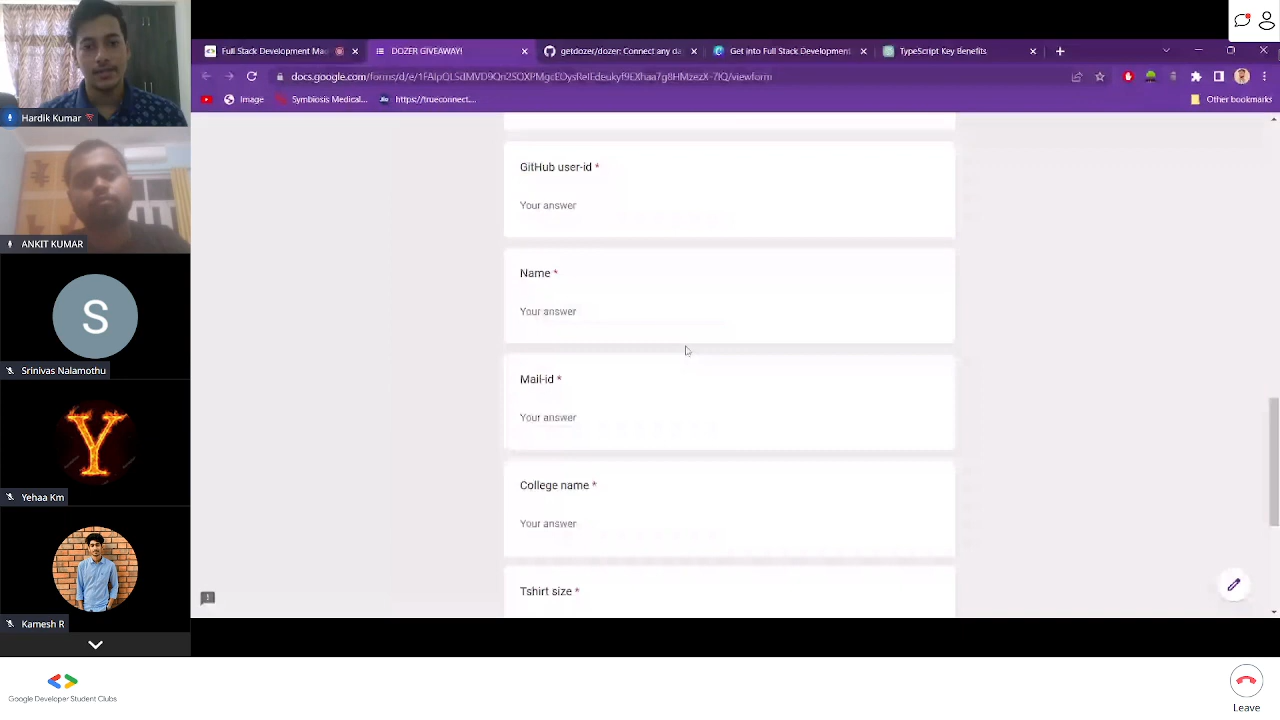 Full Stack Development Mac
DOZER GIVEAWAY!
getdozer/dozer: Connect any da
Get into Full Stack Development
TypeScript Key Benefits.
Image
Symbiosis Medical...
https://trueconnect....
Other bookmarks
Hardik Kumar
ANKIT KUMAR
S
Srinivas Nalamothu
Y
Yehaa Km
Kamesh R
GitHub user-id *
Your answer
Name *
Your answer
Mail-id *
Your answer
College name *
Your answer
Tshirt size *
Google Developer Student Clubs
Leave